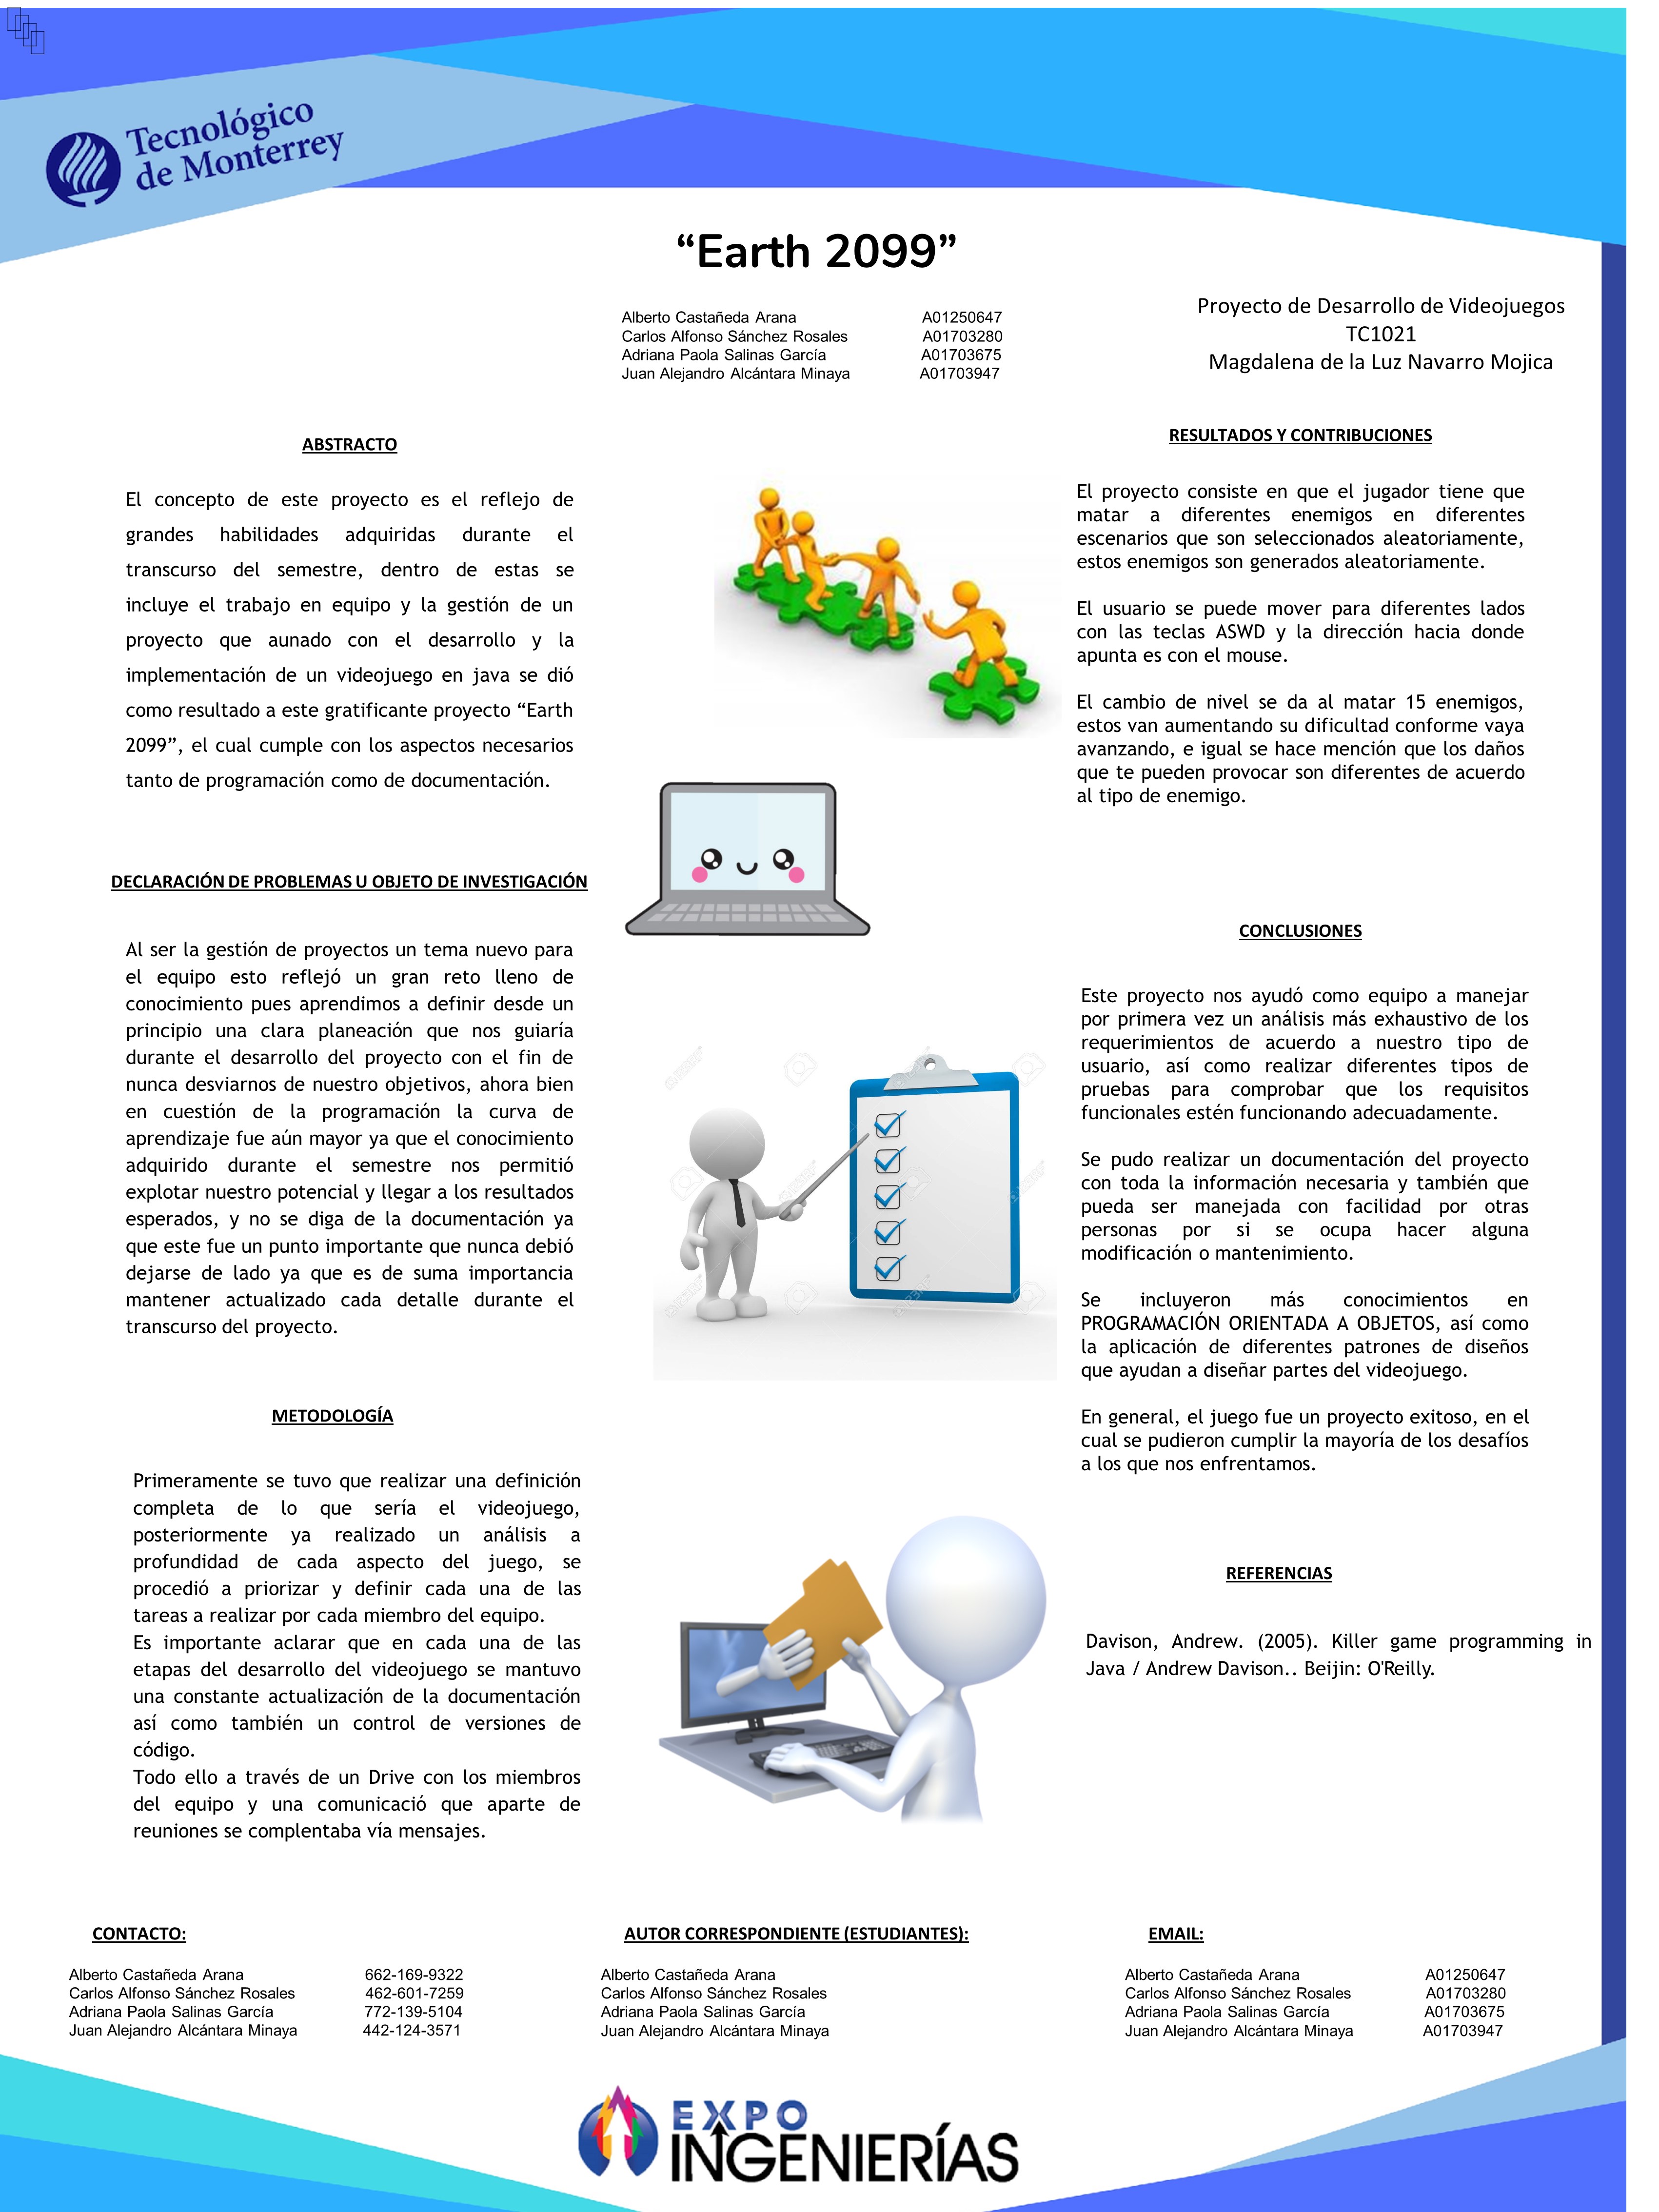 Tecnológico
de Monterrey
“Earth 2099”
Alberto Castañeda Arana A01250647
Carlos Alfonso Sánchez Rosales A01703280
Adriana Paola Salinas García A01703675
Juan Alejandro Alcántara Minaya A01703947
Proyecto de Desarrollo de Videojuegos
TC1021
Magdalena de la Luz Navarro Mojica
ABSTRACTO
El concepto de este proyecto es el reflejo de
grandes habilidades adquiridas durante el
transcurso del semestre, dentro de estas se
incluye el trabajo en equipo y la gestión de un
proyecto que aunado con el desarrollo y la
implementación de un videojuego en java se dió
como resultado a este gratificante proyecto “Earth
2099”, el cual cumple con los aspectos necesarios
tanto de programación como de documentación.
DECLARACIÓN DE PROBLEMAS U OBJETO DE INVESTIGACIÓN
Al ser la gestión de proyectos un tema nuevo para
el equipo esto reflejó un gran reto lleno de
conocimiento pues aprendimos a definir desde un
principio una clara planeación que nos guiaría
durante el desarrollo del proyecto con el fin de
nunca desviarnos de nuestro objetivos, ahora bien
en cuestión de la programación la curva de
aprendizaje fue aún mayor ya que el conocimiento
adquirido durante el semestre nos permitió
explotar nuestro potencial y llegar a los resultados
esperados, y no se diga de la documentación ya
que este fue un punto importante que nunca debió
dejarse de lado ya que es de suma importancia
mantener actualizado cada detalle durante el
transcurso del proyecto.
METODOLOGÍA
Primeramente se tuvo que realizar una definición
completa de lo que sería el videojuego,
posteriormente ya realizado un análisis a
profundidad de cada aspecto del juego, se
procedió a priorizar y definir cada una de las
tareas a realizar por cada miembro del equipo.
Es importante aclarar que en cada una de las
etapas del desarrollo del videojuego se mantuvo
una constante actualización de la documentación
así como también un control de versiones de
código.
Todo ello a través de un Drive con los miembros
del equipo y una comunicació que aparte de
reuniones se complentaba vía mensajes.
RESULTADOS Y CONTRIBUCIONES
El proyecto consiste en que el jugador tiene que
matar a diferentes enemigos en diferentes
escenarios que son seleccionados aleatoriamente,
estos enemigos son generados aleatoriamente.
El usuario se puede mover para diferentes lados
con las teclas ASWD y la dirección hacia donde
apunta es con el mouse.
El cambio de nivel se da al matar 15 enemigos,
estos van aumentando su dificultad conforme vaya
avanzando, e igual se hace mención que los daños
que te pueden provocar son diferentes de acuerdo
al tipo de enemigo.
CONCLUSIONES
Este proyecto nos ayudó como equipo a manejar
por primera vez un análisis más exhaustivo de los
requerimientos de acuerdo a nuestro tipo de
usuario, así como realizar diferentes tipos de
pruebas para comprobar que los requisitos
funcionales estén funcionando adecuadamente.
Se pudo realizar un documentación del proyecto
con toda la información necesaria y también que
pueda ser manejada con facilidad por otras
personas por si se ocupa hacer alguna
modificación o mantenimiento.
Se incluyeron más conocimientos en
PROGRAMACIÓN ORIENTADA A OBJETOS, así como
la aplicación de diferentes patrones de diseños
que ayudan a diseñar partes del videojuego.
En general, el juego fue un proyecto exitoso, en el
cual se pudieron cumplir la mayoría de los desafíos
a los que nos enfrentamos.
REFERENCIAS
Davison, Andrew. (2005). Killer game programming in
Java / Andrew Davison.. Beijin: O'Reilly.
CONTACTO:
Alberto Castañeda Arana 662-169-9322
Carlos Alfonso Sánchez Rosales 462-601-7259
Adriana Paola Salinas García 772-139-5104
Juan Alejandro Alcántara Minaya 442-124-3571
AUTOR CORRESPONDIENTE (ESTUDIANTES):
Alberto Castañeda Arana
Carlos Alfonso Sánchez Rosales
Adriana Paola Salinas García
Juan Alejandro Alcántara Minaya
EMAIL:
Alberto Castañeda Arana A01250647
Carlos Alfonso Sánchez Rosales A01703280
Adriana Paola Salinas García A01703675
Juan Alejandro Alcántara Minaya A01703947
EXPO
INGENIERÍAS